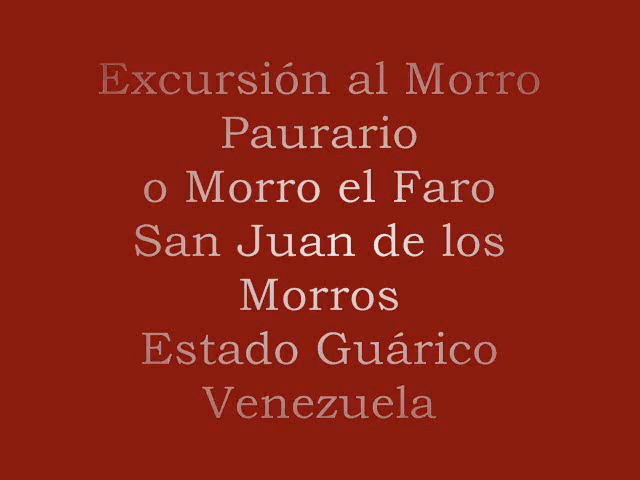 Excursión al Morro
Paurario
o Morro el Faro
San Juan de los
Morros
Estado Guárico
Venezuela